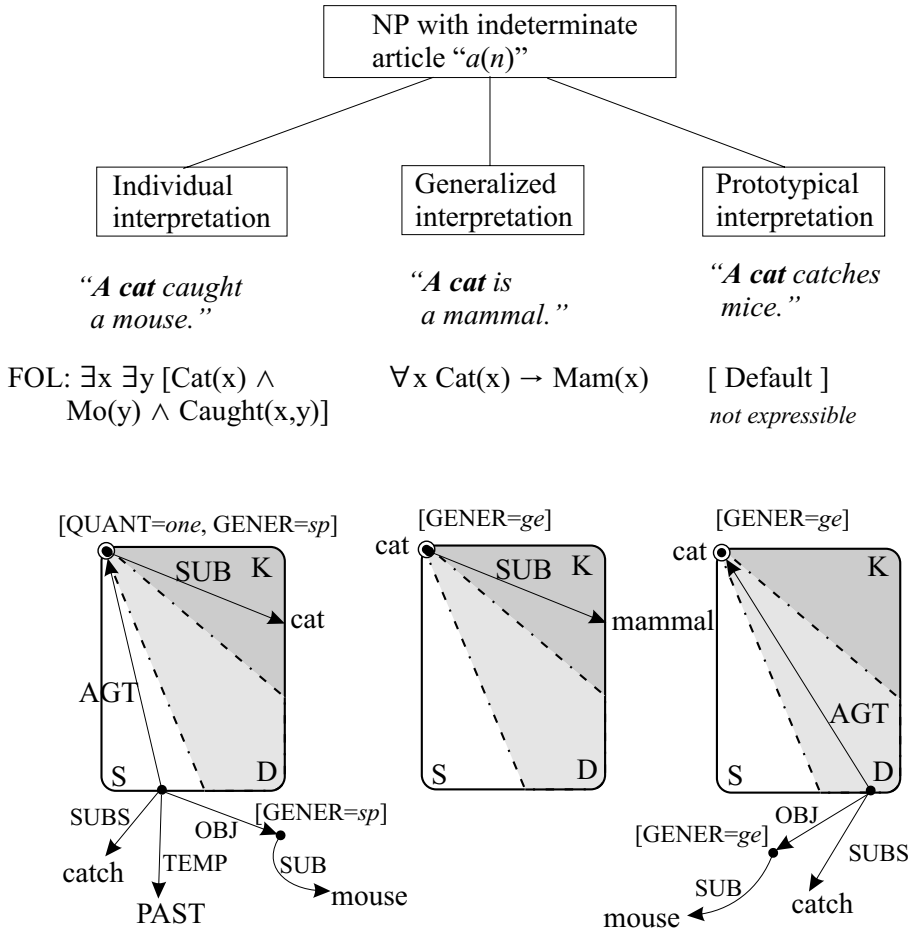 NP with indeterminate
article “a(n)”
Individual
interpretation
Generalized
interpretation
Prototypical
interpretation
“A cat caught
a mouse.”
“A cat is
a mammal.”
“A cat catches
mice.”
FOL: ∃x ∃y [Cat(x) ∧
Mo(y) ∧ Caught(x,y)]
∀x Cat(x) → Mam(x)
[ Default ]
not expressible
[QUANT=one, GENER=sp]
SUB
K
cat
AGT
S
D
SUBS
catch
TEMP
PAST
OBJ
[GENER=sp]
SUB
mouse
[GENER=ge]
cat
SUB
K
mammal
S
D
[GENER=ge]
cat
K
AGT
S
D
OBJ
[GENER=ge]
SUBS
SUB
catch
mouse